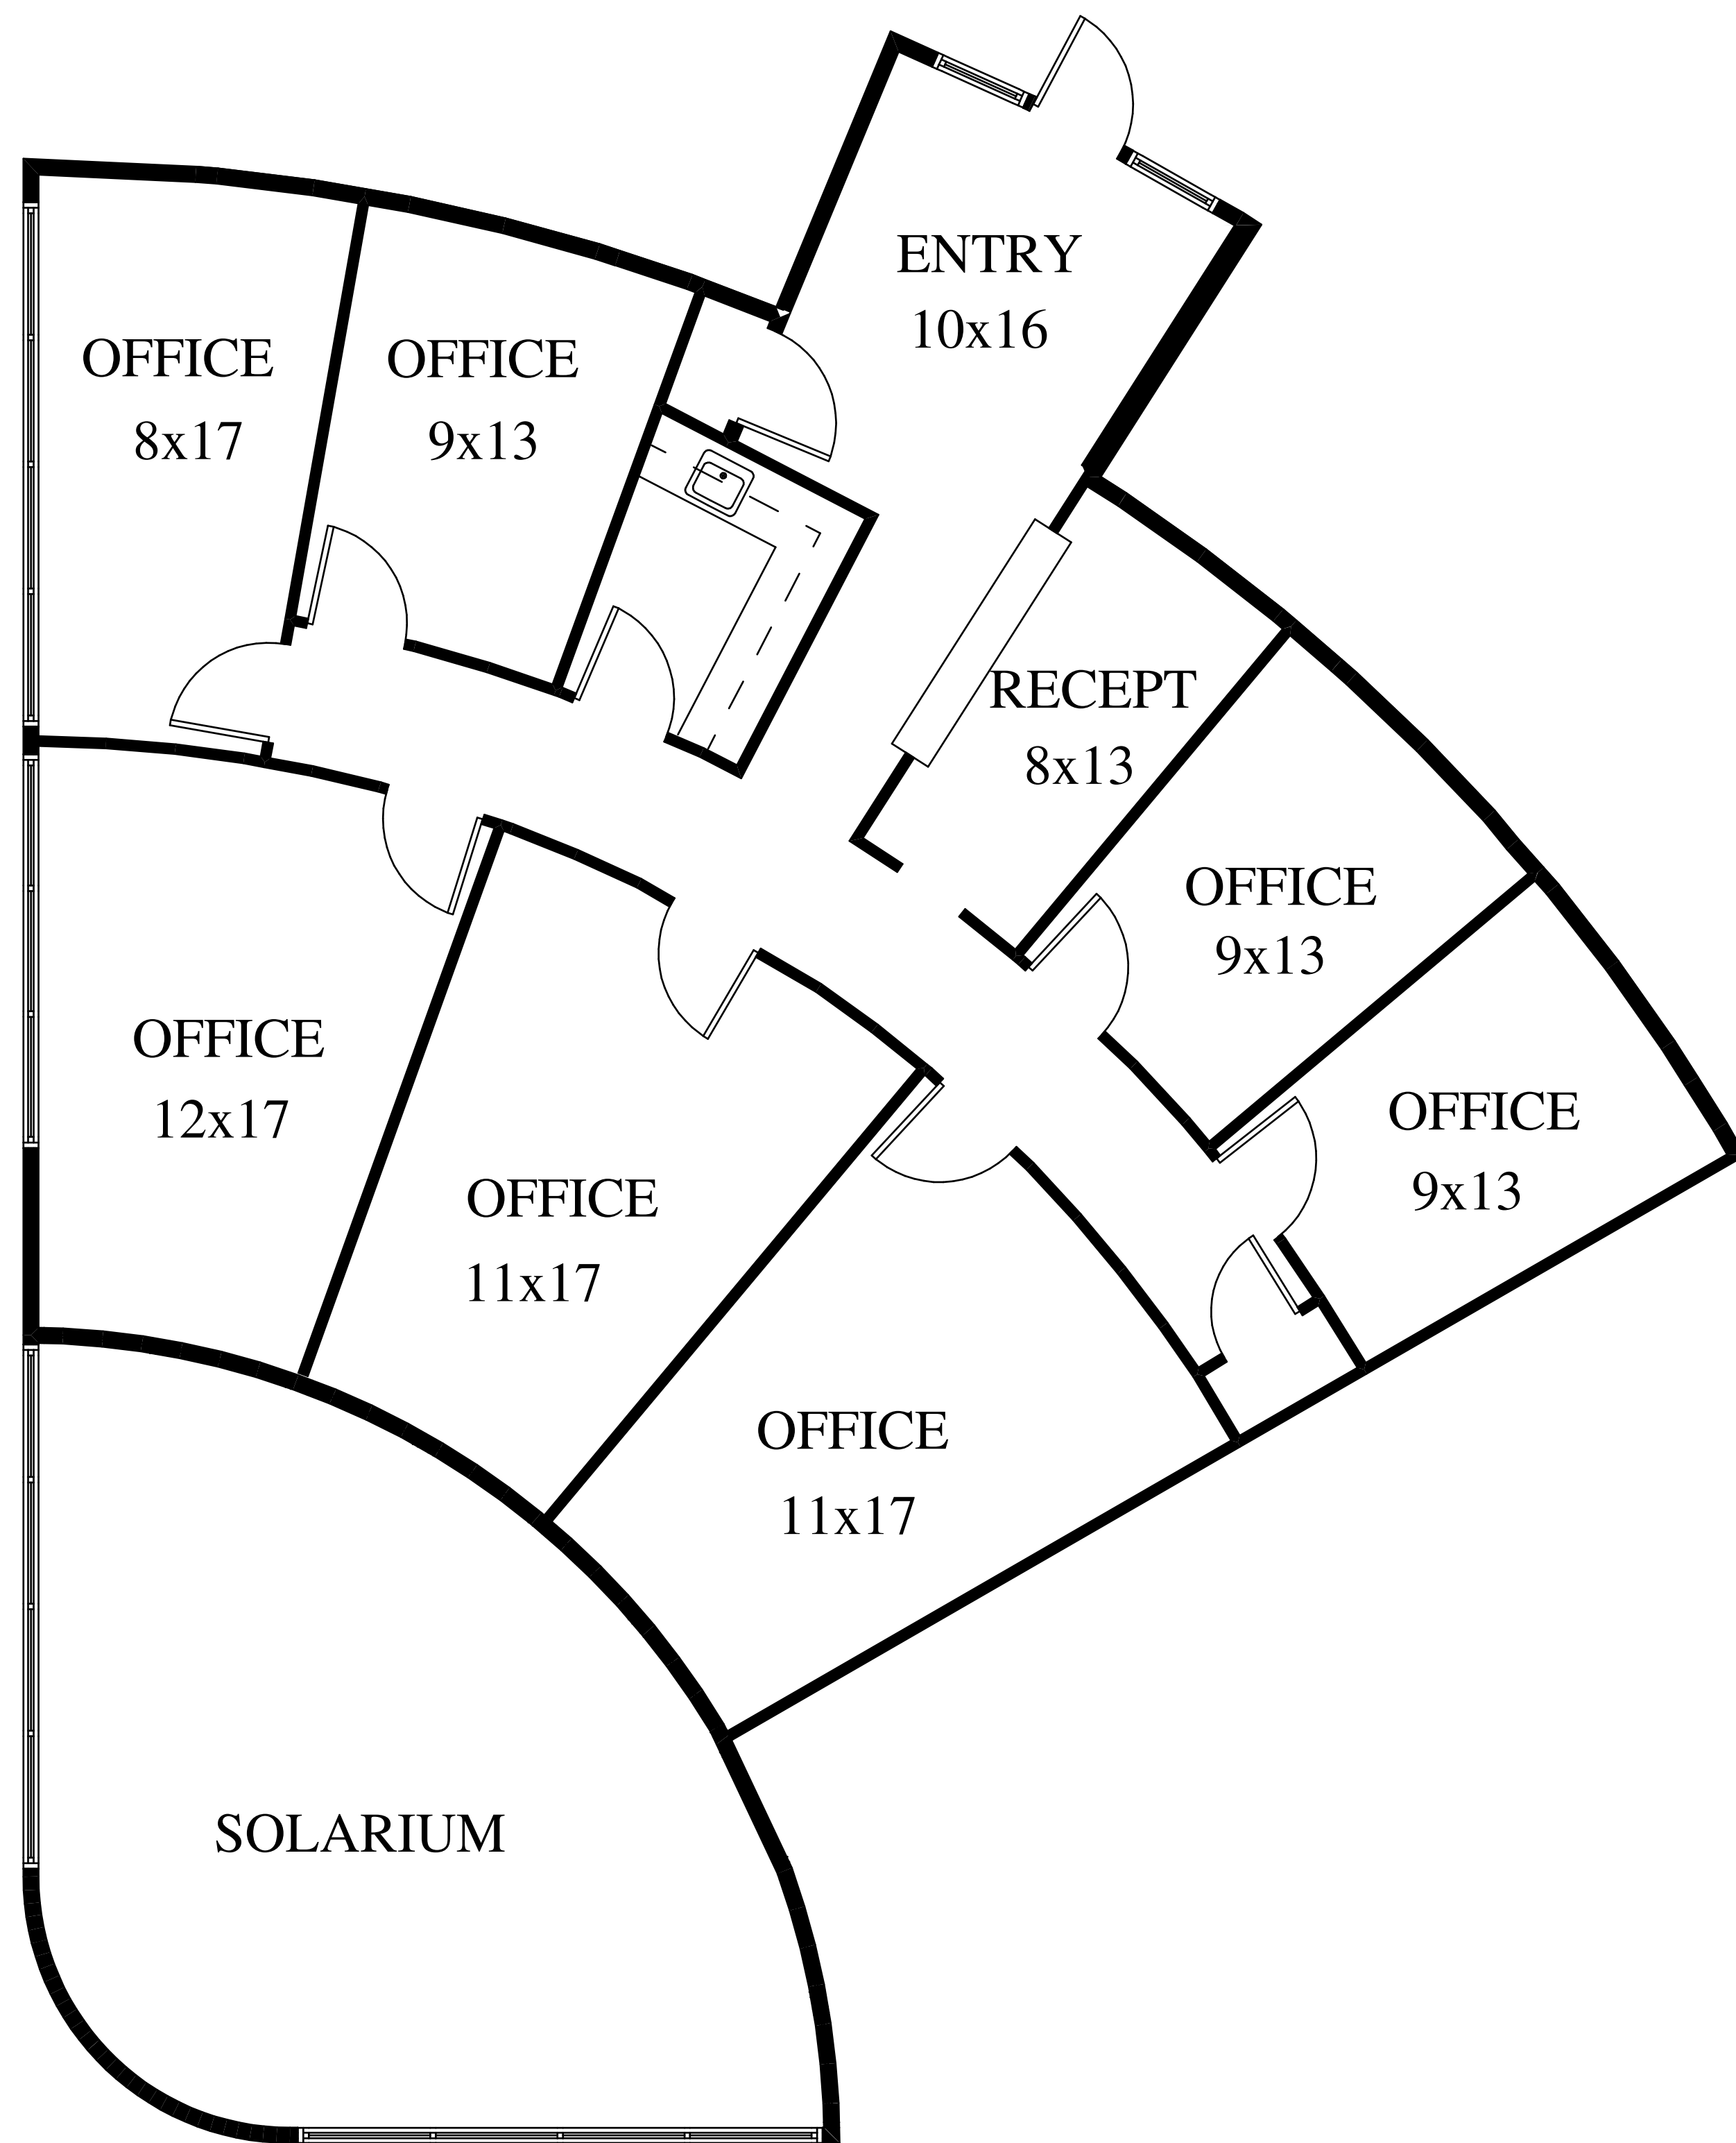 ENTRY
10x16
OFFICE
8x17
OFFICE
9x13
RECEPT
8x13
OFFICE
9x13
OFFICE
12x17
OFFICE
9x13
OFFICE
11x17
OFFICE
11x17
SOLARIUM